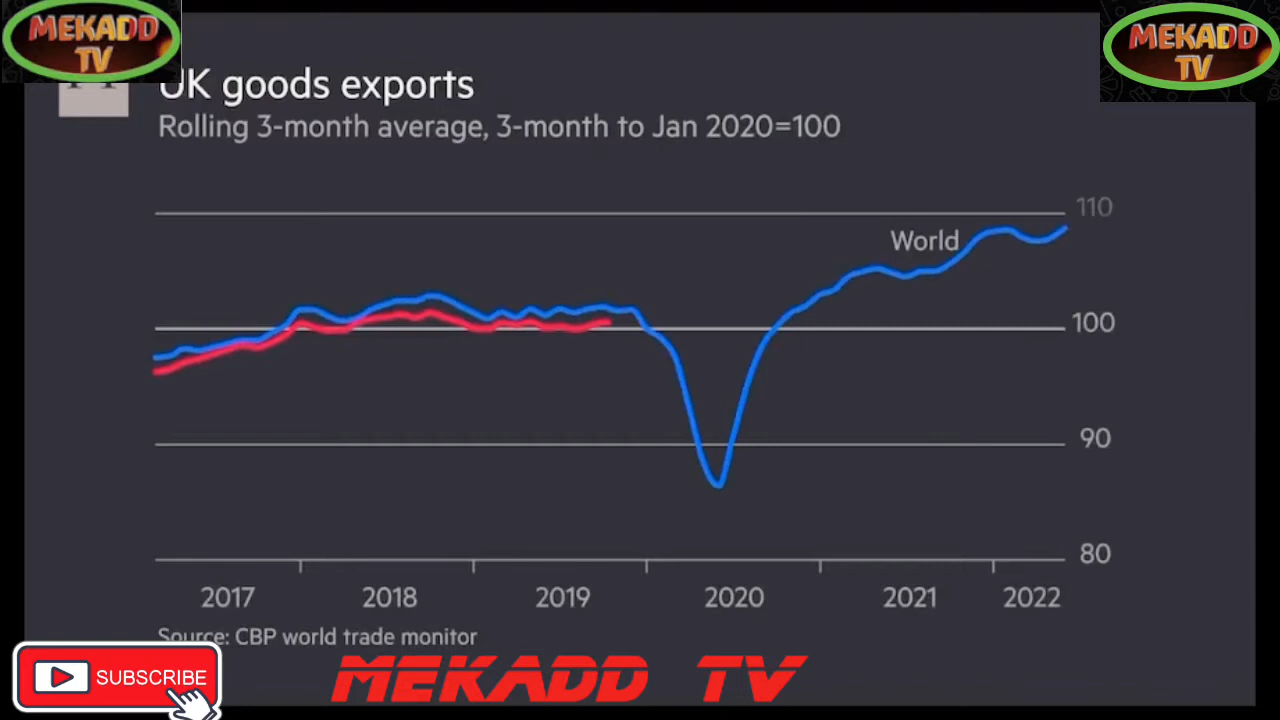 MEKADD
TV
MEKADD
TV
UK goods exports
Rolling 3-month average, 3-month to Jan 2020=100
110
World
100
90
80
2017 2018 2019 2020 2021 2022
Source: CBP world trade monitor
SUBSCRIBE
MEKADD TV